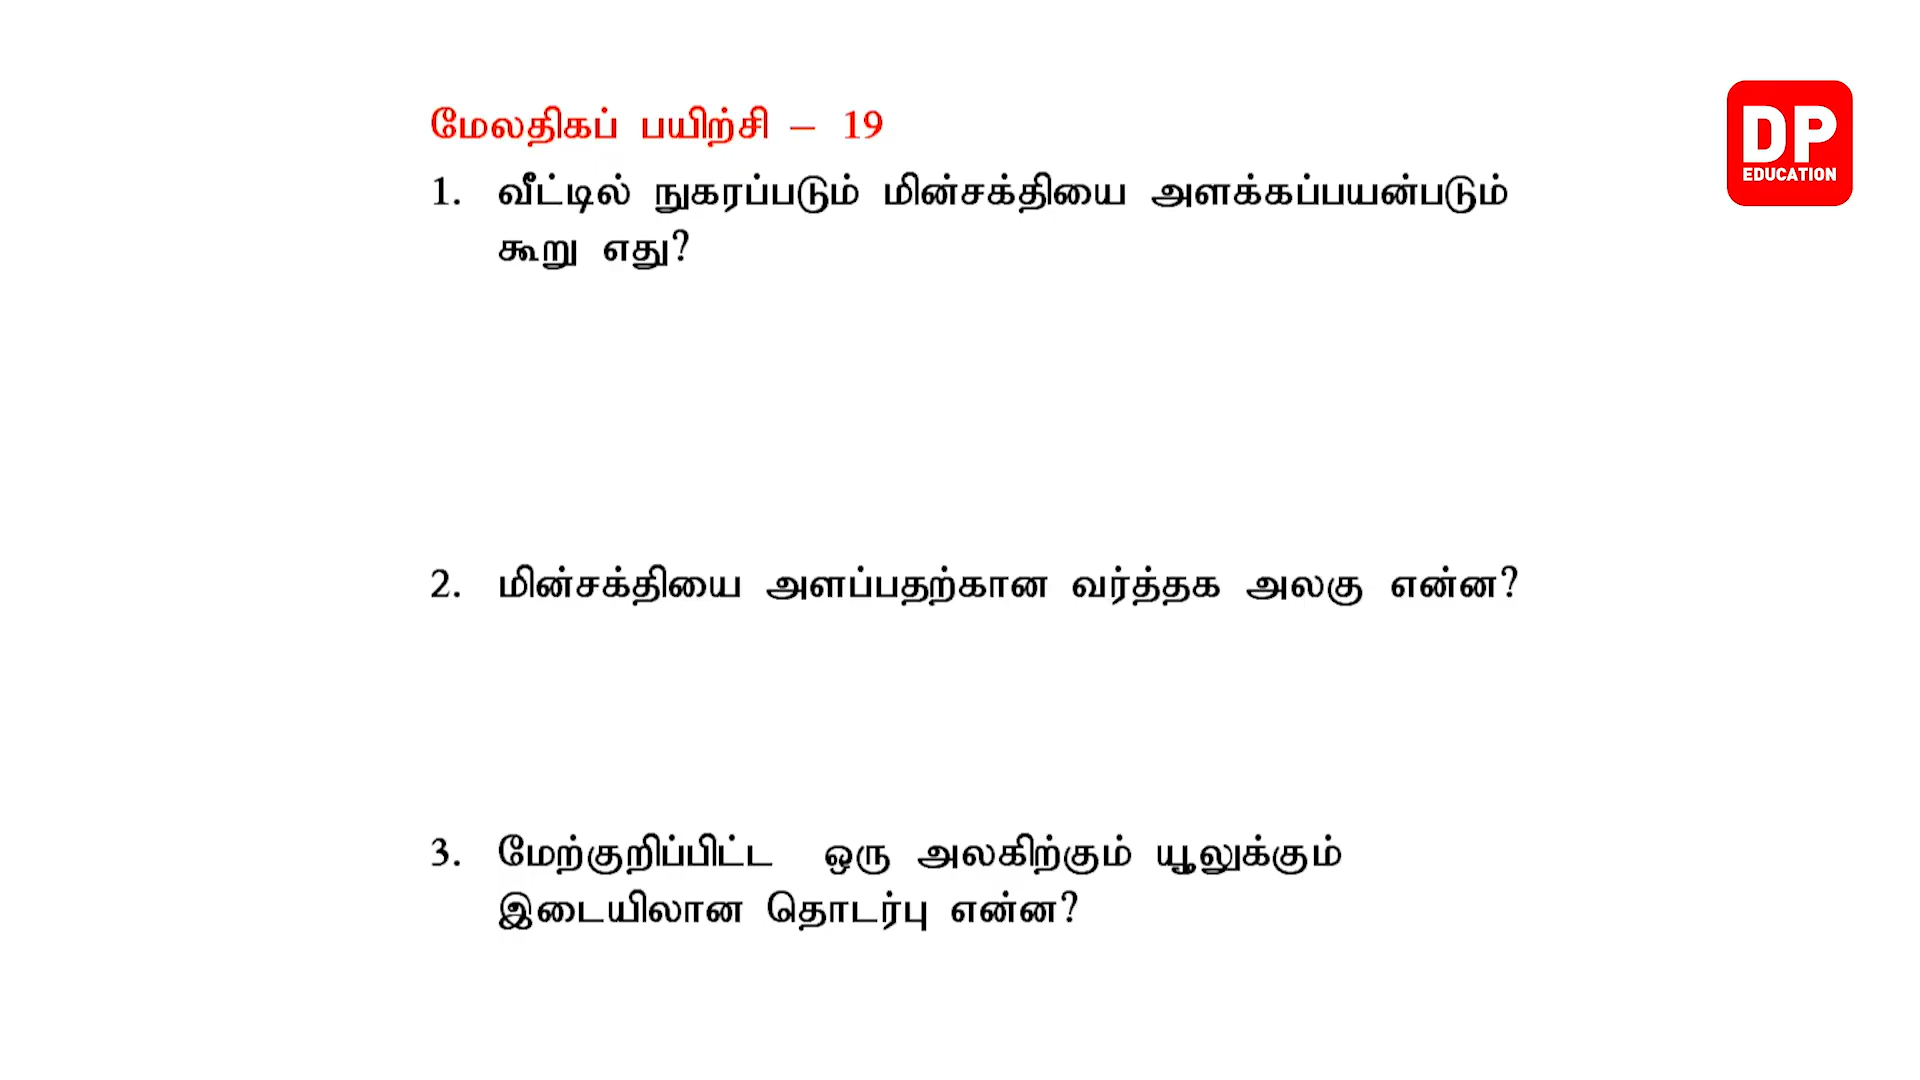 மேலதிகப் பயிற்சி – 19
DP
EDUCATION
1. வீட்டில் நுகரப்படும் மின்சக்தியை அளக்கப்பயன்படும்
கூறு எது?
2. மின்சக்தியை அளப்பதற்கான வர்த்தக அலகு என்ன?
3. மேற்குறிப்பிட்ட ஒரு அலகிற்கும் யூலுக்கும்
இடையிலான தொடர்பு என்ன?